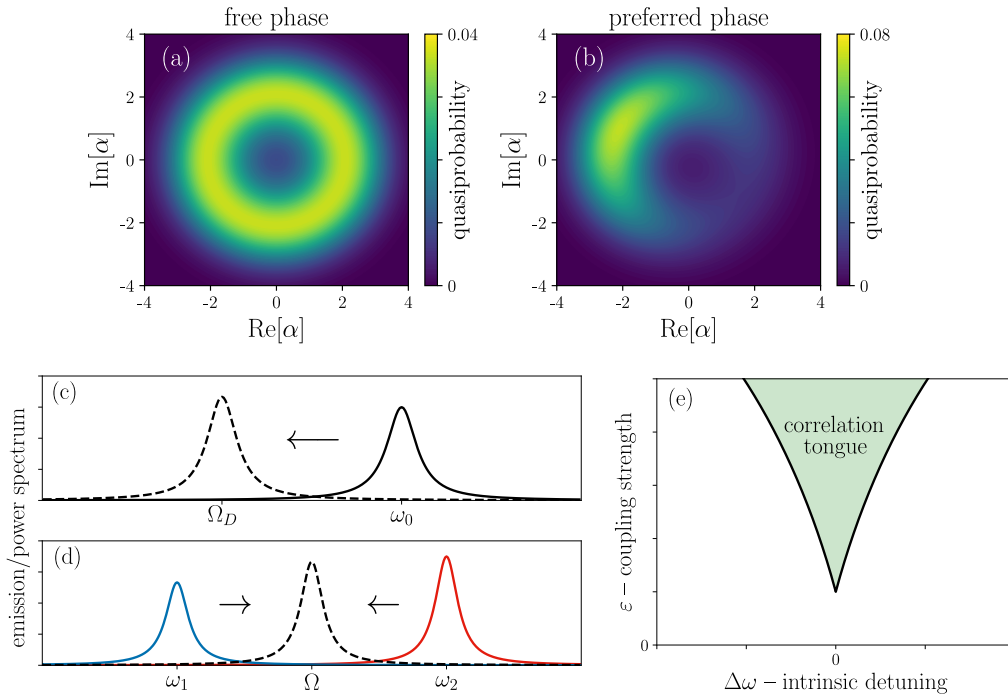 free phase
(a)
4
2
0
-2
-4
-4
-2
0
2
4
Im[α]
Re[α]
0.04
0
quasiprobability
preferred phase
(b)
4
2
0
-2
-4
-4
-2
0
2
4
Im[α]
Re[α]
0.08
0
quasiprobability
emission/power spectrum
(c)
Ω_D
ω_0
(d)
ω_1
Ω
ω_2
(e)
correlation
tongue
ε – coupling strength
0
0
Δω – intrinsic detuning